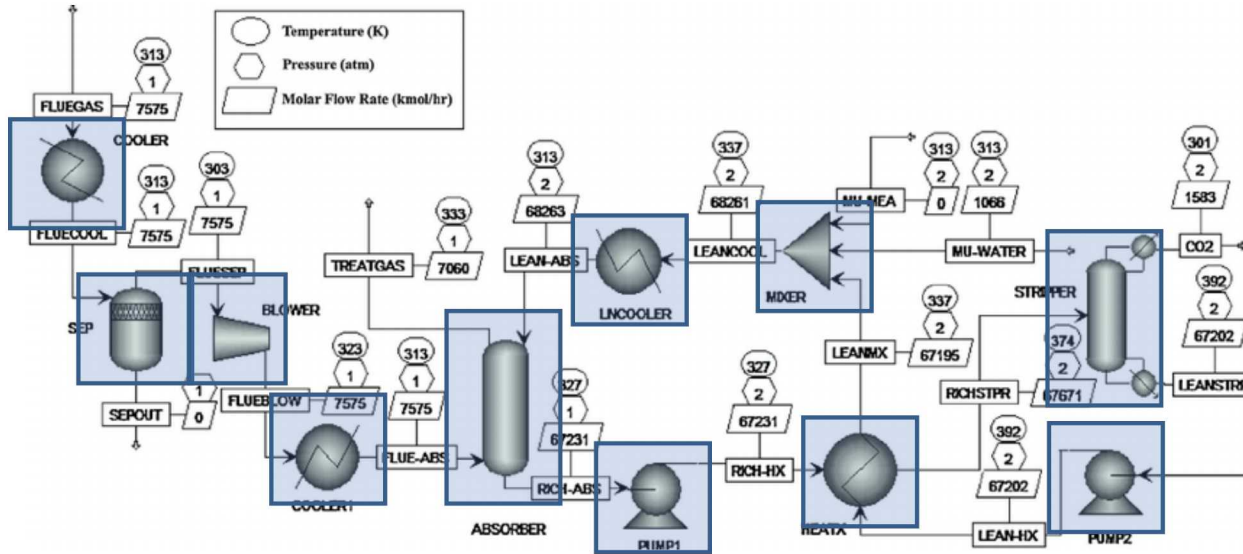 Temperature (K)
Pressure (atm)
Molar Flow Rate (kmol/hr)
313
1
7575
FLUEGAS
COOLER
313
1
7575
FLUECOOL
303
1
7575
FLUESEP
SEP
BLOWER
1
0
SEPOUT
FLUEBLOW
323
1
7575
COOLER1
313
1
7575
FLUE-ABS
333
1
7060
TREATGAS
313
2
68263
LEAN-ABS
LNCOOLER
337
2
68261
LEANCOOL
MIXER
313
2
0
MU-MEA
313
2
1066
MU-WATER
301
2
1583
CO2
STRIPPER
392
2
67202
LEANSTRP
337
2
67195
LEANMX
374
2
67671
RICHSTPR
327
1
67231
RICH-ABS
ABSORBER
PUMP1
327
2
67231
RICH-HX
HEATX
392
2
67202
LEAN-HX
PUMP2